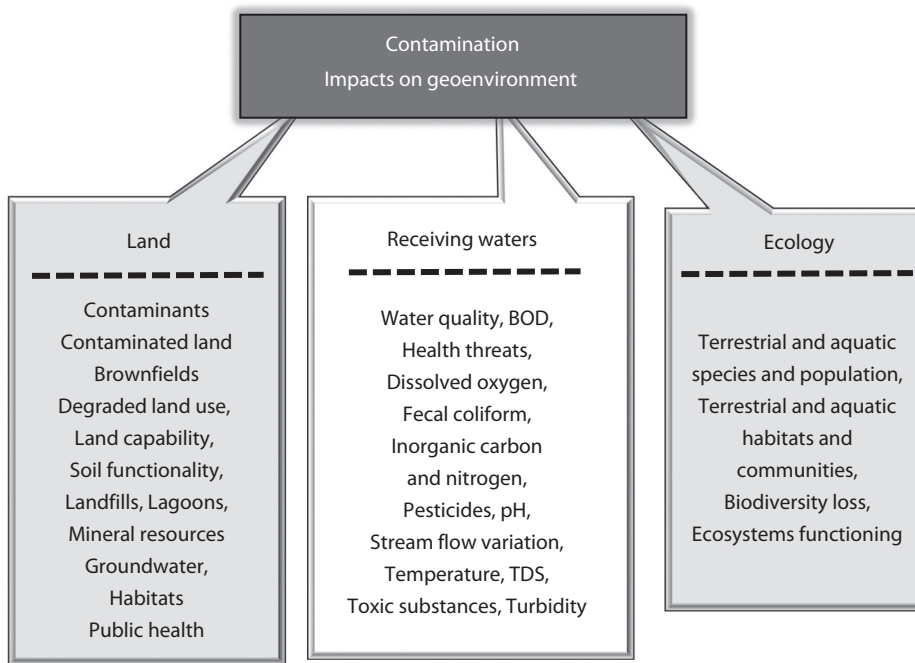 Contamination
Impacts on geoenvironment
Land
Contaminants
Contaminated land
Brownfields
Degraded land use,
Land capability,
Soil functionality,
Landfills, Lagoons,
Mineral resources
Groundwater,
Habitats
Public health
Receiving waters
Water quality, BOD,
Health threats,
Dissolved oxygen,
Fecal coliform,
Inorganic carbon
and nitrogen,
Pesticides, pH,
Stream flow variation,
Temperature, TDS,
Toxic substances, Turbidity
Ecology
Terrestrial and aquatic
species and population,
Terrestrial and aquatic
habitats and
communities,
Biodiversity loss,
Ecosystems functioning